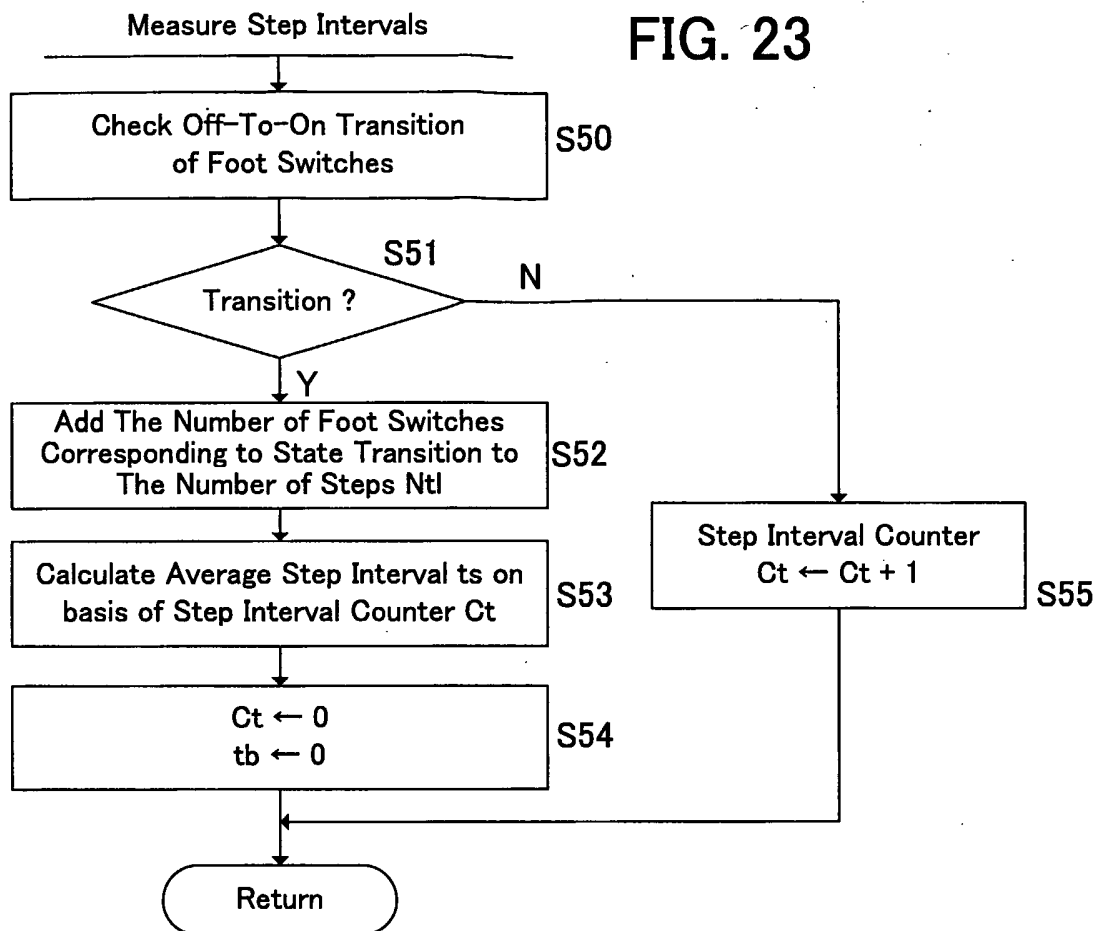 Measure Step Intervals
FIG. 23
Check Off-To-On Transition
of Foot Switches
S50
S51
Transition ?
N
Y
Add The Number of Foot Switches
Corresponding to State Transition to
The Number of Steps Ntl
S52
Calculate Average Step Interval ts on
basis of Step Interval Counter Ct
S53
Step Interval Counter
Ct ← Ct + 1
S55
Ct ← 0
tb ← 0
S54
Return